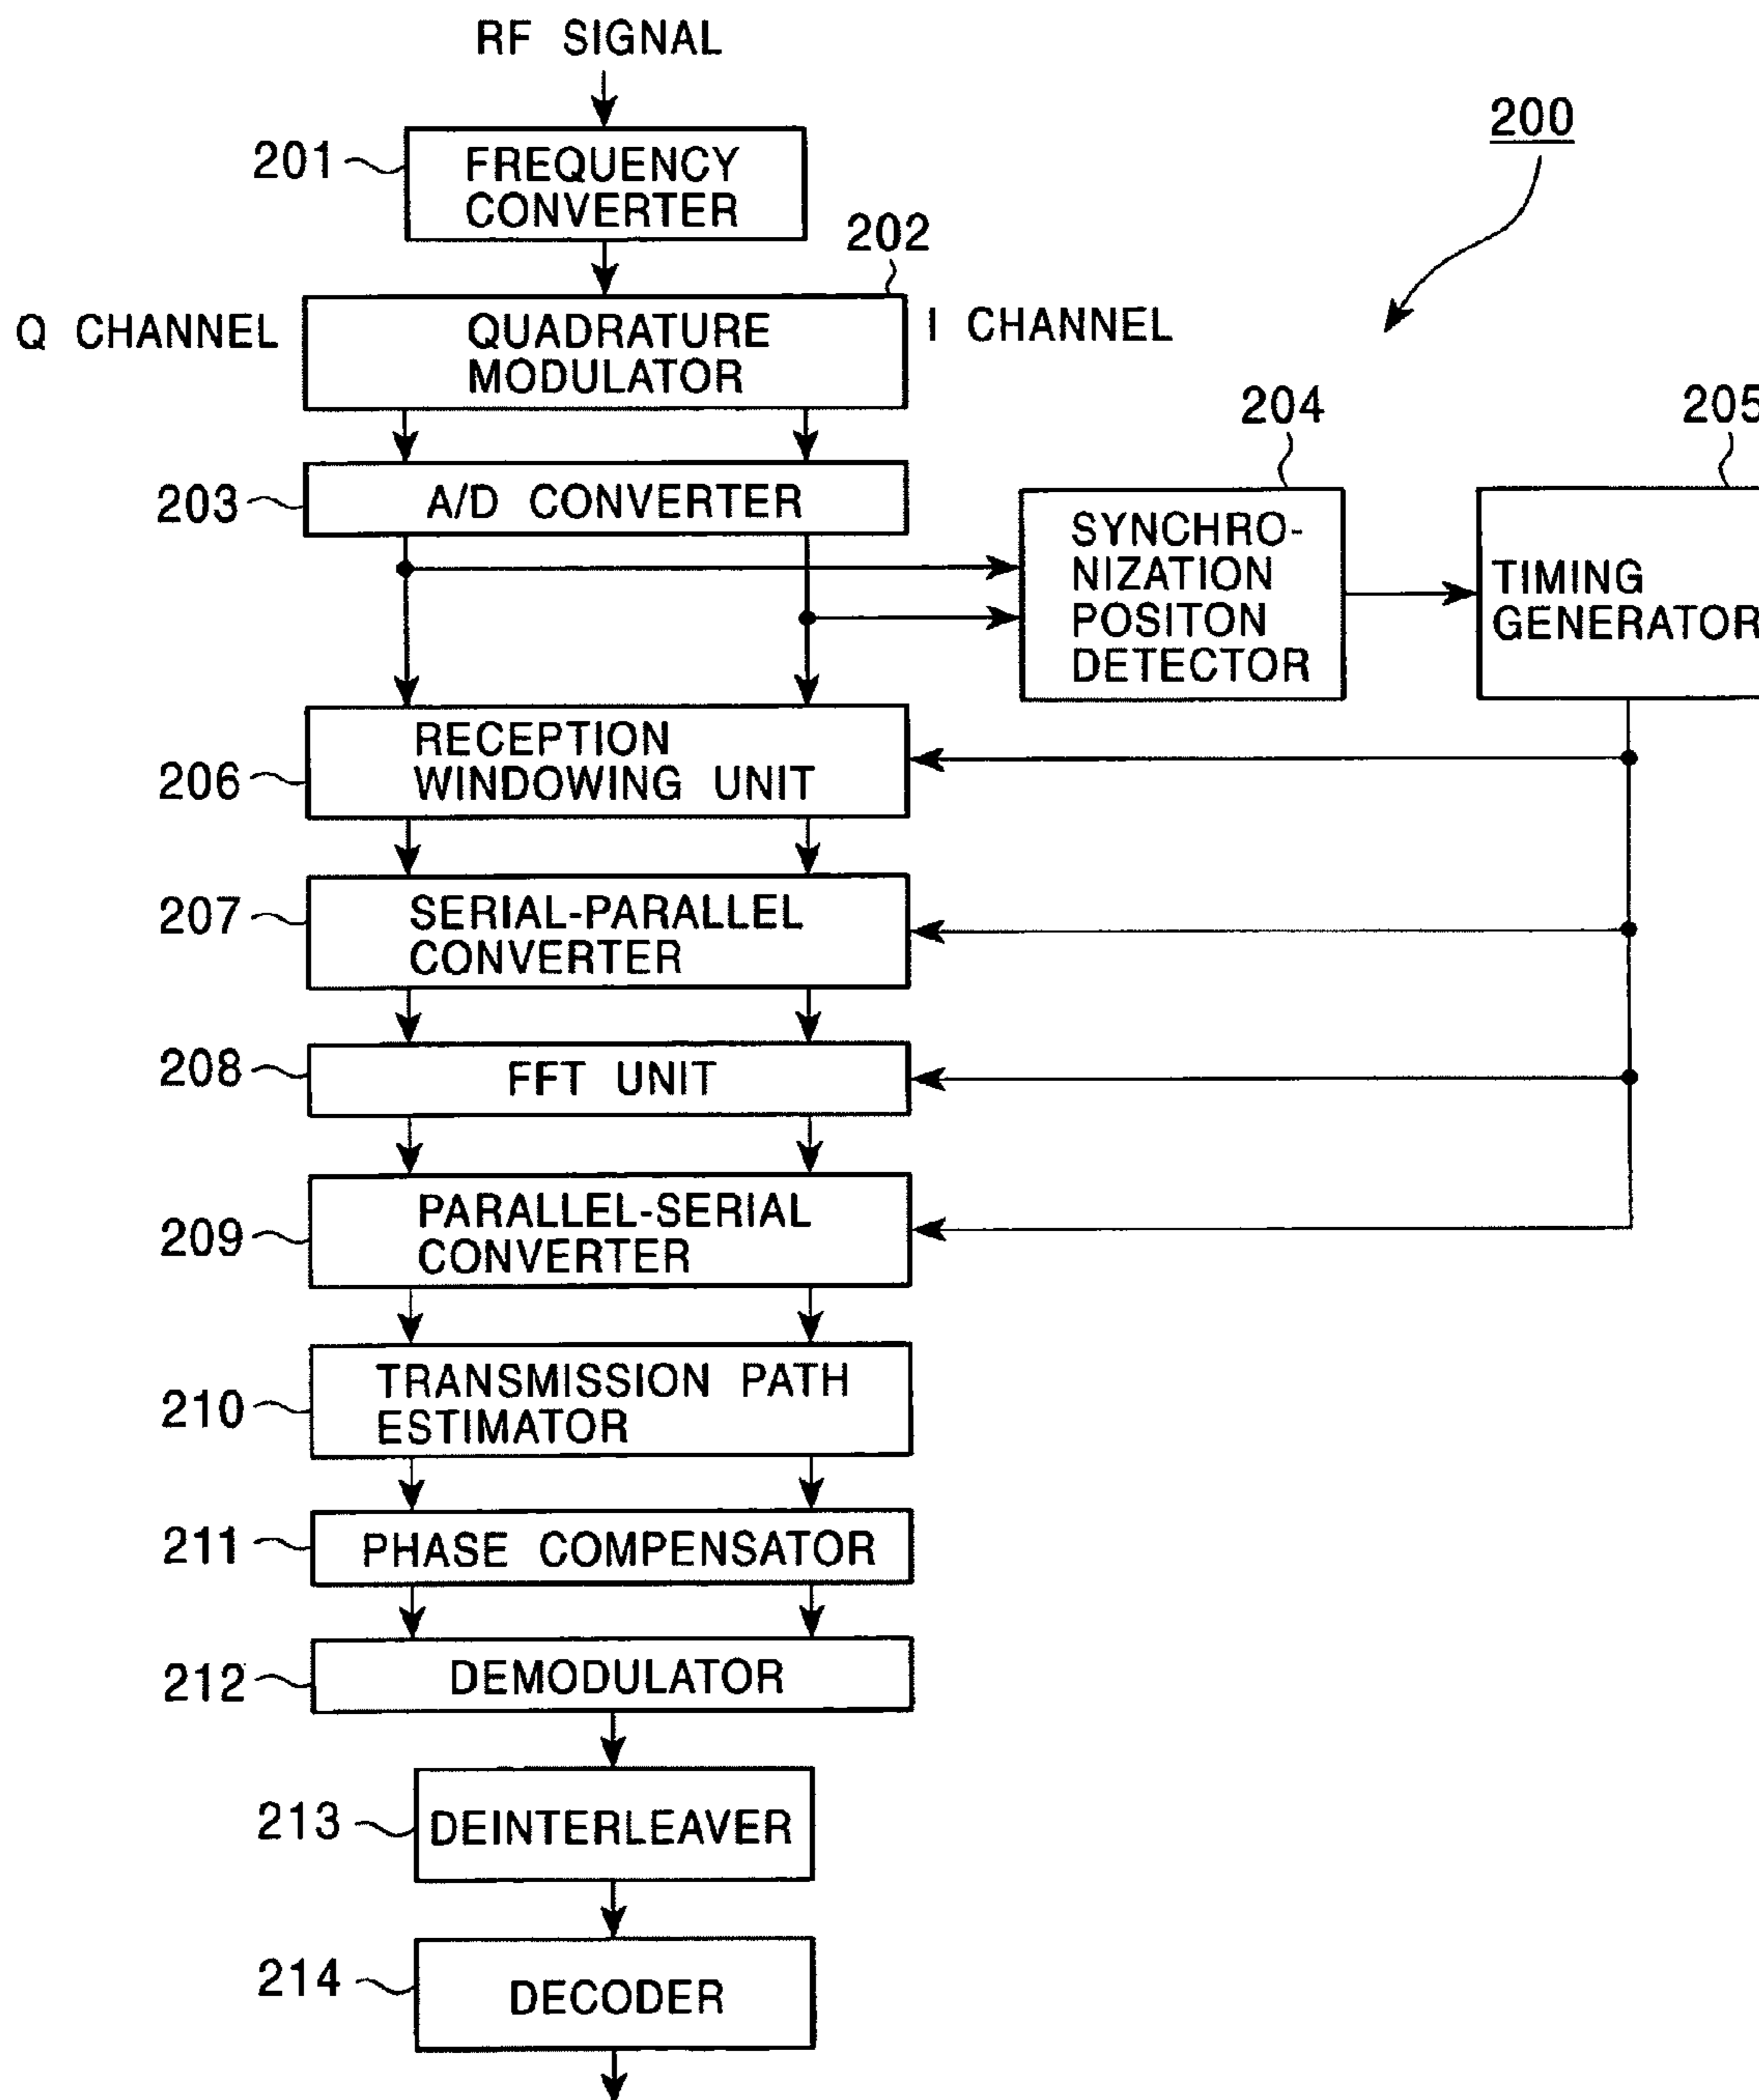 RF SIGNAL
200
201
FREQUENCY
CONVERTER
202
Q CHANNEL
QUADRATURE
MODULATOR
I CHANNEL
204
205
203
A/D CONVERTER
SYNCHRO-
NIZATION
POSITON
DETECTOR
TIMING
GENERATOR
206
RECEPTION
WINDOWING UNIT
207
SERIAL-PARALLEL
CONVERTER
208
FFT UNIT
209
PARALLEL-SERIAL
CONVERTER
210
TRANSMISSION PATH
ESTIMATOR
211
PHASE COMPENSATOR
212
DEMODULATOR
213
DEINTERLEAVER
214
DECODER